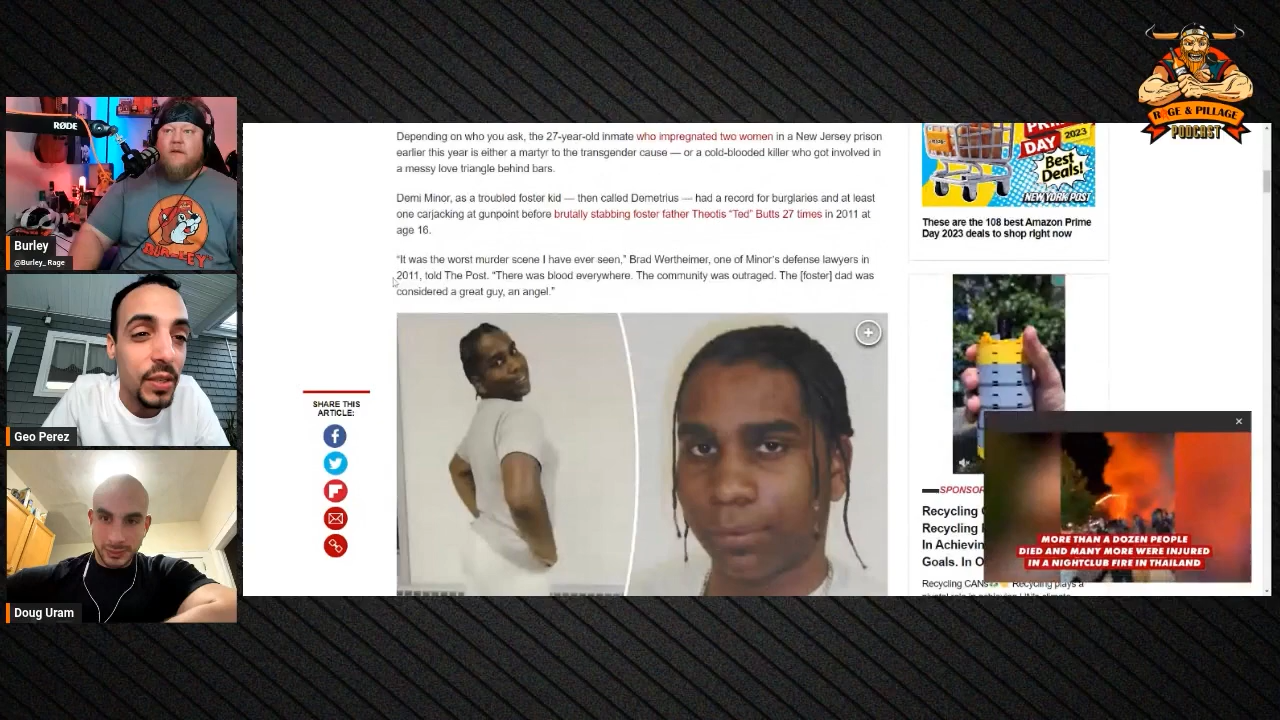 RØDE
BURLEY
Burley
@Burley_ Rage
Geo Perez
Doug Uram
Depending on who you ask, the 27-year-old inmate who impregnated two women in a New Jersey prison
earlier this year is either a martyr to the transgender cause — or a cold-blooded killer who got involved in
a messy love triangle behind bars.
Demi Minor, as a troubled foster kid — then called Demetrius — had a record for burglaries and at least
one carjacking at gunpoint before brutally stabbing foster father Theotis “Ted” Butts 27 times in 2011 at
age 16.
“It was the worst murder scene I have ever seen,” Brad Wertheimer, one of Minor's defense lawyers in
2011, told The Post. “There was blood everywhere. The community was outraged. The [foster] dad was
considered a great guy, an angel.”
SHARE THIS
ARTICLE:
RAGE & PILLAGE
PODCAST
DAY 2023
Best
Deals!
NEW YORK POST
These are the 108 best Amazon Prime
Day 2023 deals to shop right now
SPONSOR
Recycling
Recycling
In Achievin
Goals. In O
MORE THAN A DOZEN PEOPLE
DIED AND MANY MORE WERE INJURED
IN A NIGHTCLUB FIRE IN THAILAND
Recycling CANs Recycling plays a